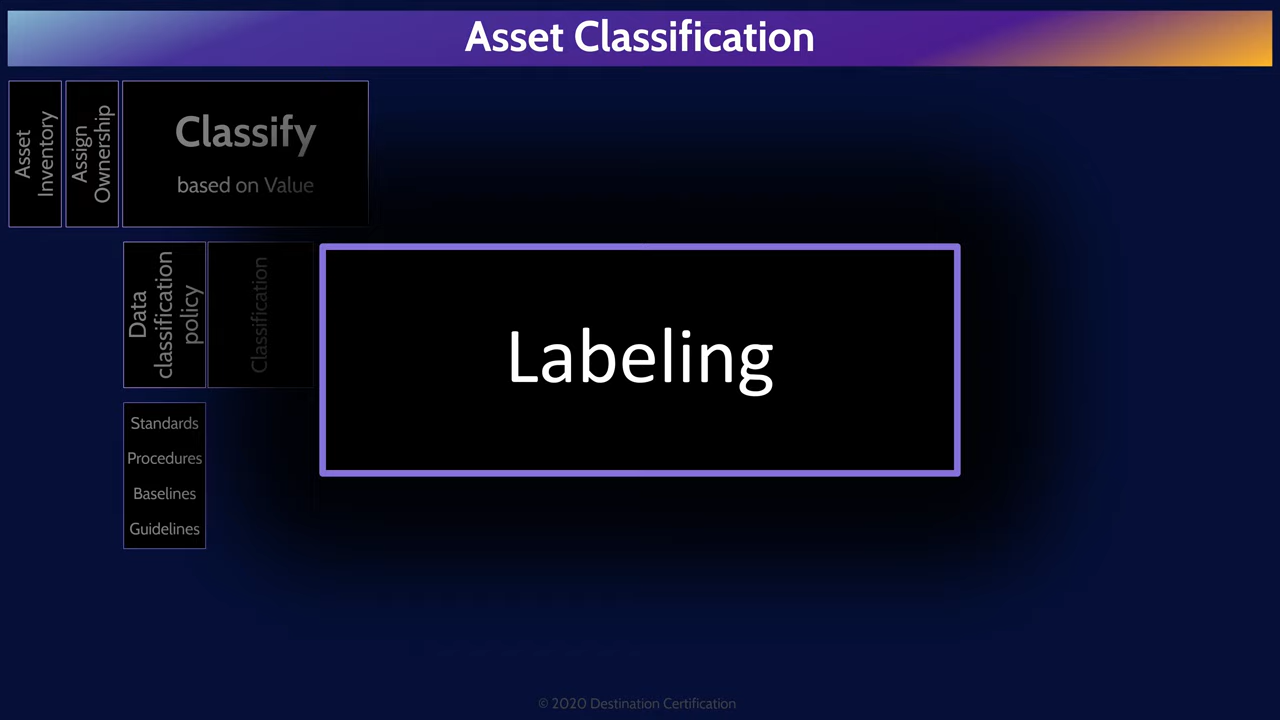 Asset Classification
Asset
Inventory
Assign
Ownership
Classify
based on Value
Data
classification
policy
Classification
Labeling
Standards
Procedures
Baselines
Guidelines
© 2020 Destination Certification